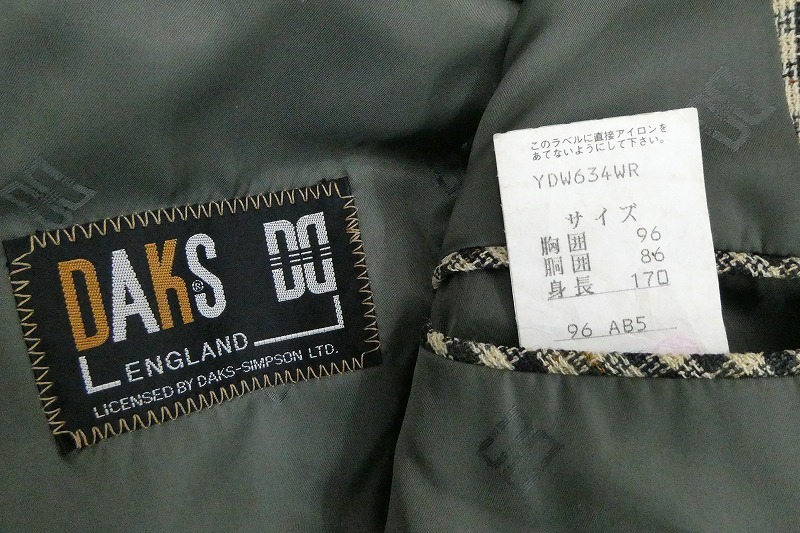 DAKS®
ENGLAND
LICENSED BY DAKS-SIMPSON LTD.
このラベルに直接アイロンを
あてないようにして下さい。
YDW634WR
サイズ
胸囲 96
胴囲 86
身長 170
96 AB5